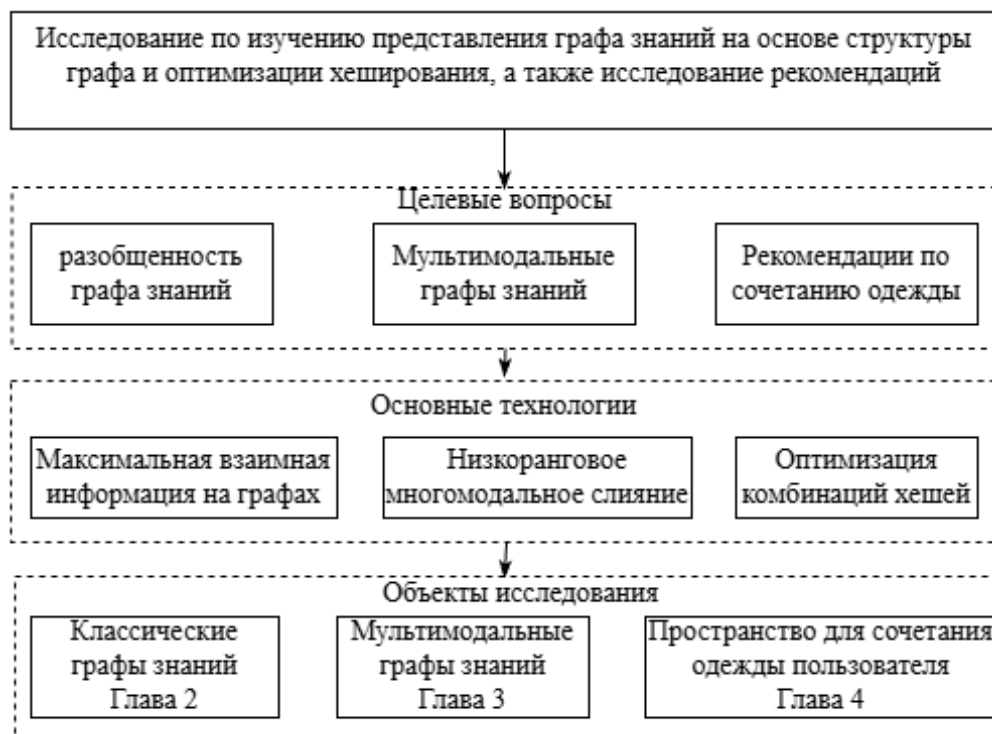 Исследование по изучению представления графа знаний на основе структуры
графа и оптимизации хеширования, а также исследование рекомендаций
Целевые вопросы
разобщенность
графа знаний
Мультимодальные
графы знаний
Рекомендации по
сочетанию одежды
Основные технологии
Максимальная взаимная
информация на графах
Низкоранговое
многомодальное слияние
Оптимизация
комбинаций хешей
Объекты исследования
Классические
графы знаний
Глава 2
Мультимодальные
графы знаний
Глава 3
Пространство для сочетания
одежды пользователя
Глава 4